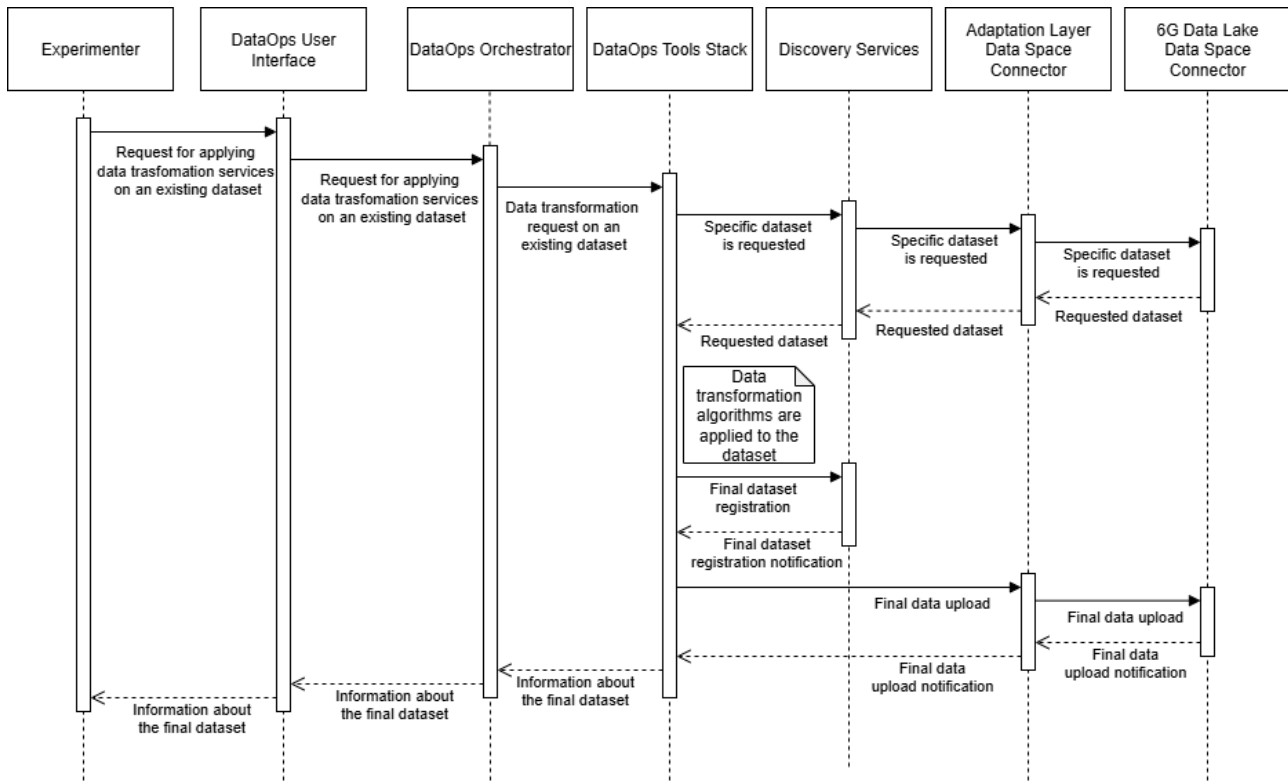 Experimenter
DataOps User
Interface
DataOps Orchestrator
DataOps Tools Stack
Discovery Services
Adaptation Layer
Data Space
Connector
6G Data Lake
Data Space
Connector
Request for applying
data trasfomation services
on an existing dataset
Request for applying
data trasfomation services
on an existing dataset
Data transformation
request on an
existing dataset
Specific dataset
is requested
Specific dataset
is requested
Specific dataset
is requested
Requested dataset
Requested dataset
Requested dataset
Data
transformation
algorithms are
applied to the
dataset
Final dataset
registration
Final dataset
registration notification
Final data upload
Final data upload
Final data
upload notification
Final data
upload notification
Information about
the final dataset
Information about
the final dataset
Information about
the final dataset